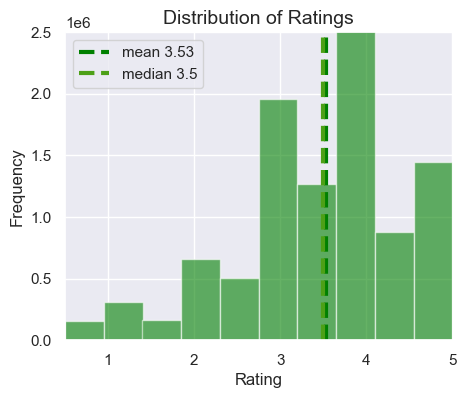 Distribution of Ratings
1e6
mean 3.53
median 3.5
2.5
2.0
1.5
1.0
0.5
0.0
Frequency
1 2 3 4 5
Rating